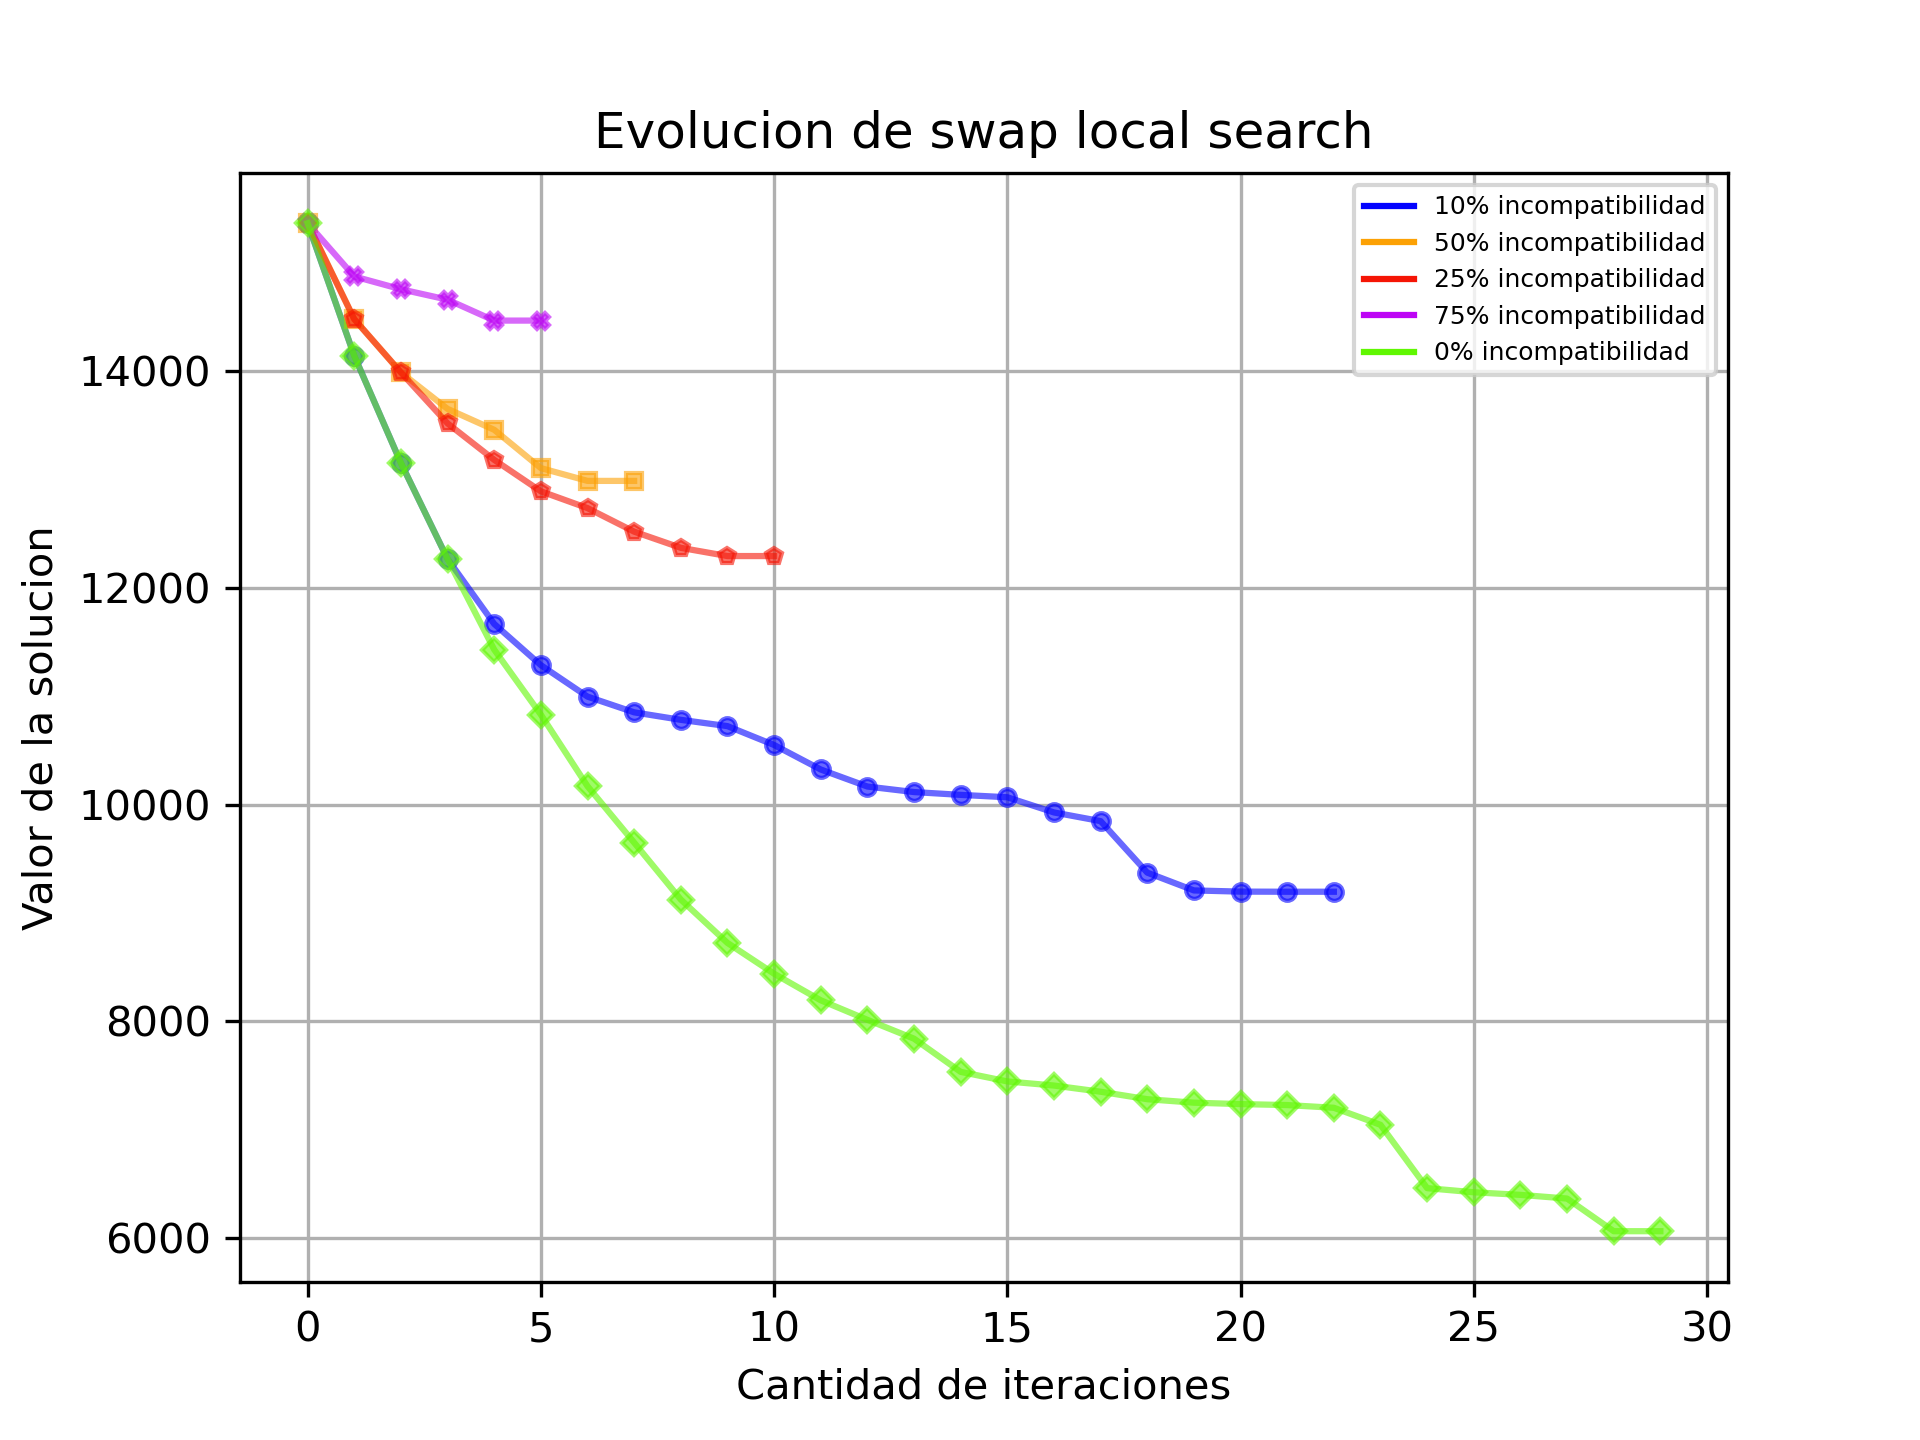 Evolucion de swap local search
10% incompatibilidad
50% incompatibilidad
25% incompatibilidad
75% incompatibilidad
0% incompatibilidad
Valor de la solucion
14000
12000
10000
8000
6000
0 5 10 15 20 25 30
Cantidad de iteraciones